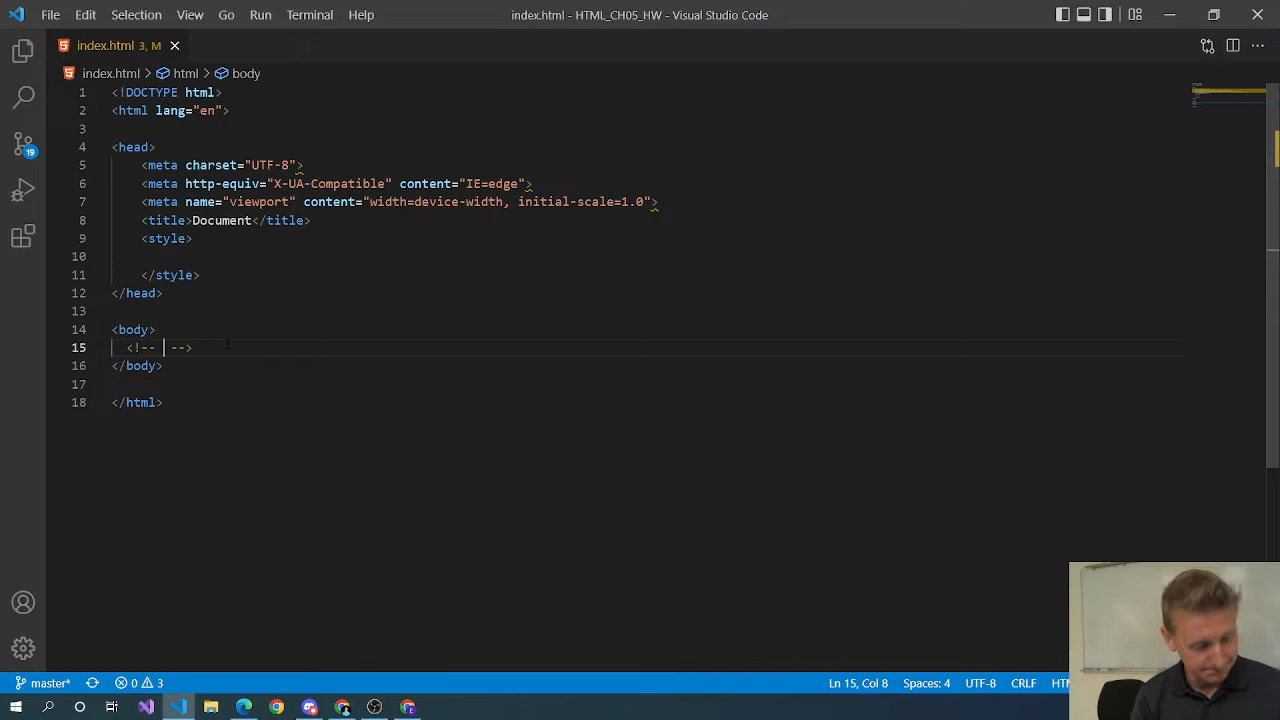 File Edit Selection View Go Run Terminal Help
index.html - HTML_CH05_HW - Visual Studio Code
index.html 3, M
index.html > html > body
1 <!DOCTYPE html>
2 <html lang="en">
3
4 <head>
5 <meta charset="UTF-8">
6 <meta http-equiv="X-UA-Compatible" content="IE=edge">
7 <meta name="viewport" content="width=device-width, initial-scale=1.0">
8 <title>Document</title>
9 <style>
10
11 </style>
12 </head>
13
14 <body>
15 <!-- -->
16 </body>
17
18 </html>
19
master* 0 3
Ln 15, Col 8 Spaces: 4 UTF-8 CRLF HTM